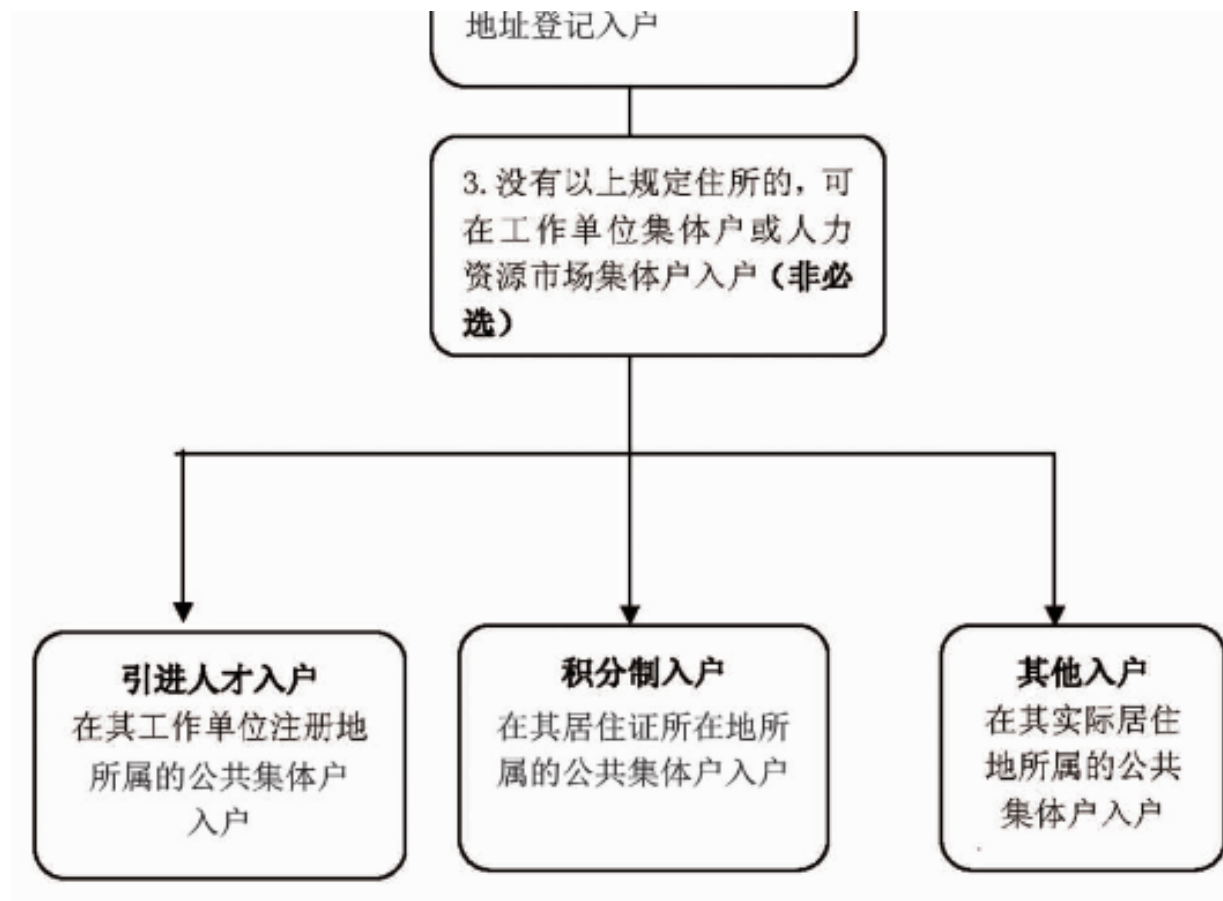 地址登记入户
3.没有以上规定住所的，可
在工作单位集体户或人力
资源市场集体户入户（非必
选）
引进人才入户
在其工作单位注册地
所属的公共集体户
入户
积分制入户
在其居住证所在地所
属的公共集体户入户
其他入户
在其实际居住
地所属的公共
集体户入户